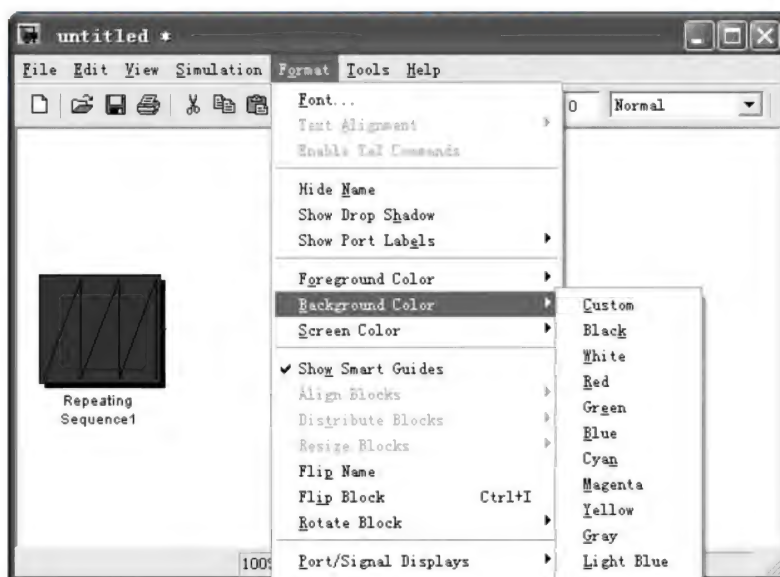 untitled *
File Edit View Simulation Format Tools Help
0 Normal
Font...
Text Alignment
Enable TeX Commands
Hide Name
Show Drop Shadow
Show Port Labels
Foreground Color
Background Color
Screen Color
Show Smart Guides
Align Blocks
Distribute Blocks
Resize Blocks
Flip Name
Flip Block Ctrl+I
Rotate Block
Port/Signal Displays
Custom
Black
White
Red
Green
Blue
Cyan
Magenta
Yellow
Gray
Light Blue
Repeating
Sequence1
100%